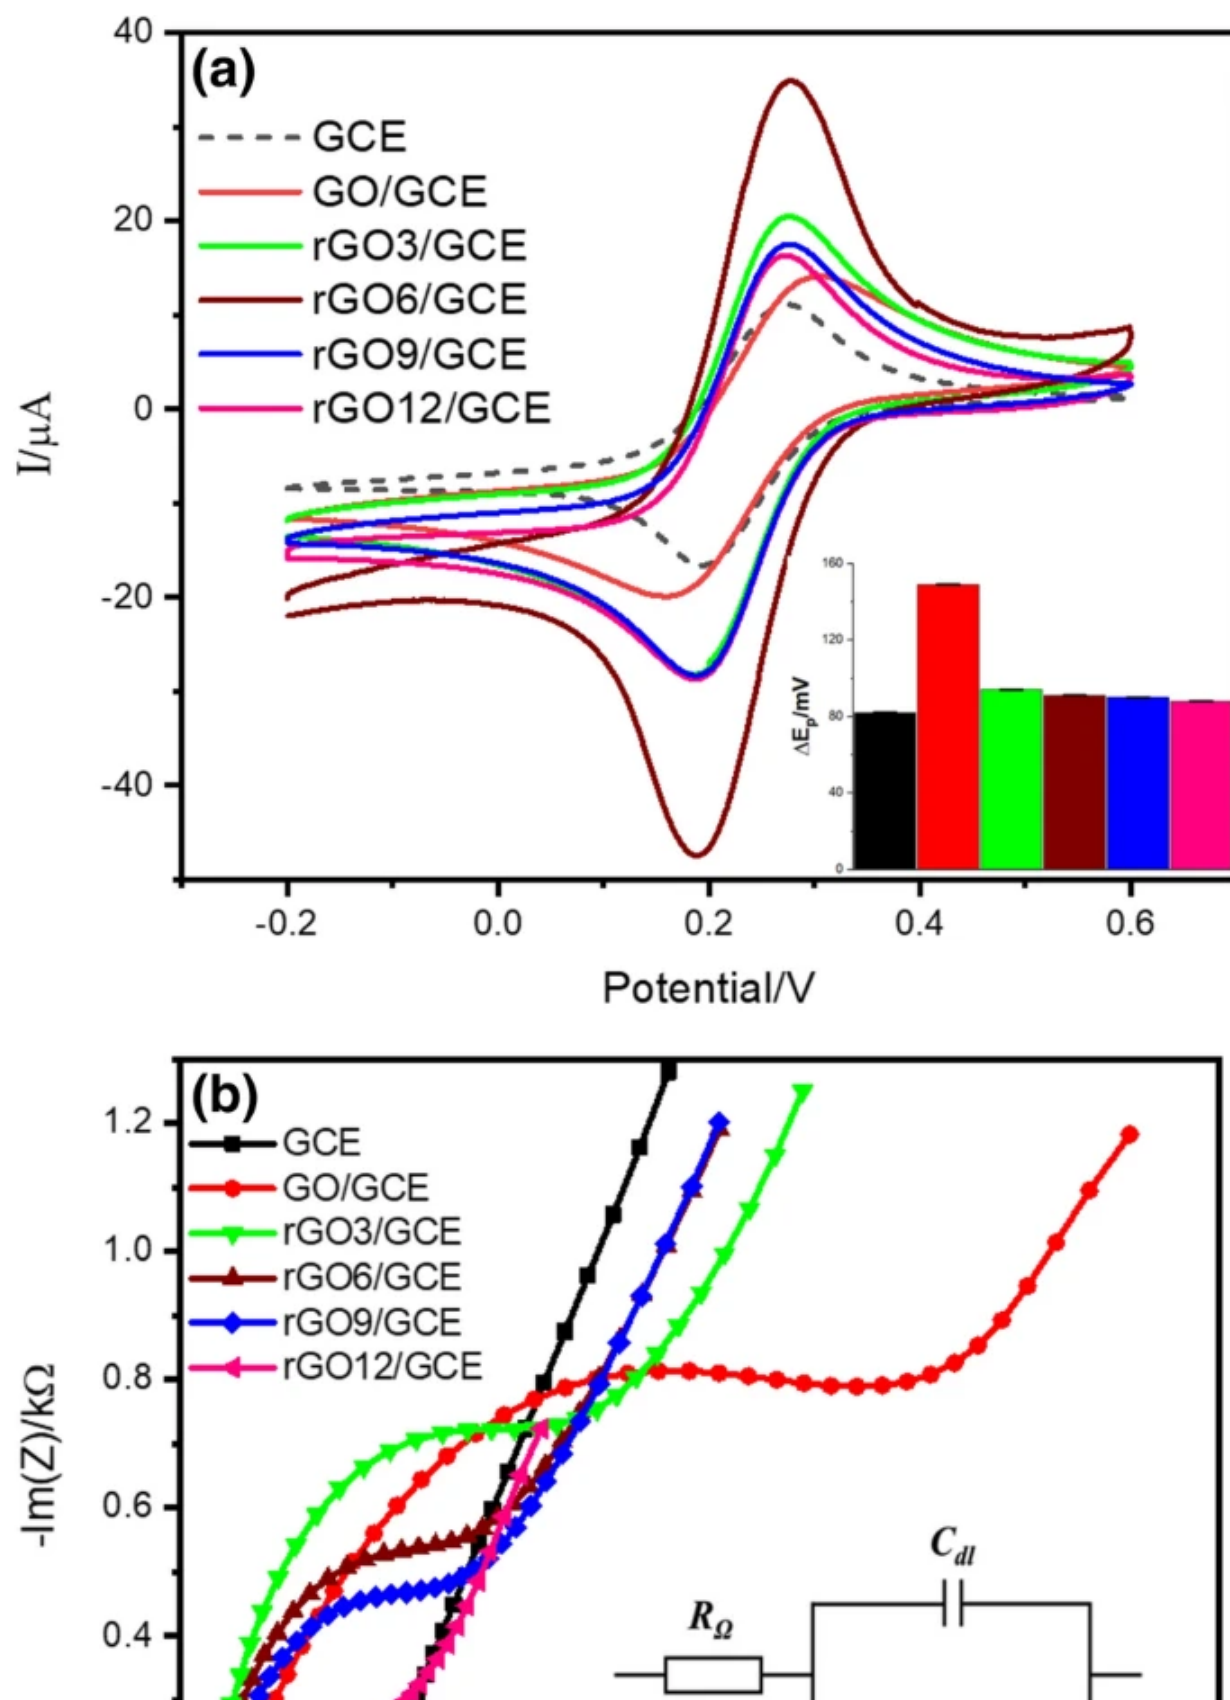 (a)
40
20
0
-20
-40
I/μA
GCE
GO/GCE
rGO3/GCE
rGO6/GCE
rGO9/GCE
rGO12/GCE
160
120
80
40
0
ΔEp/mV
-0.2
0.0
0.2
0.4
0.6
Potential/V
(b)
1.2
1.0
0.8
0.6
0.4
-Im(Z)/kΩ
GCE
GO/GCE
rGO3/GCE
rGO6/GCE
rGO9/GCE
rGO12/GCE
Cdl
RΩ